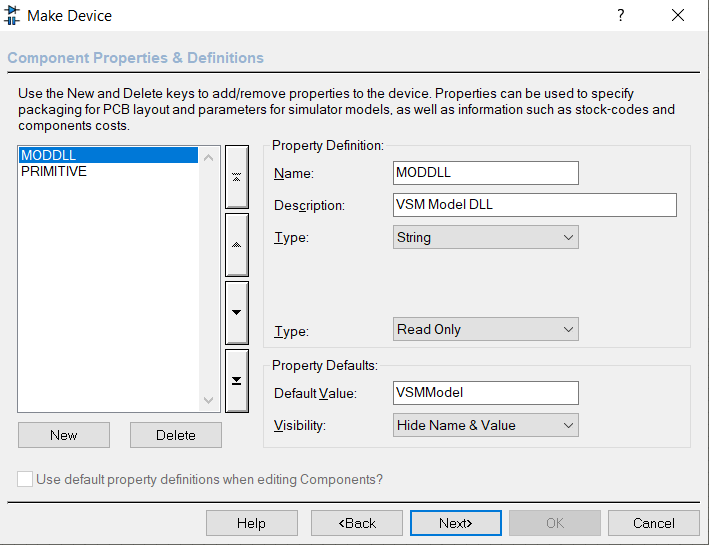 Make Device
?
Component Properties & Definitions
Use the New and Delete keys to add/remove properties to the device. Properties can be used to specify
packaging for PCB layout and parameters for simulator models, as well as information such as stock-codes and
components costs.
MODDLL
PRIMITIVE
New
Delete
Property Definition:
Name:
MODDLL
Description:
VSM Model DLL
Type:
String
Type:
Read Only
Property Defaults:
Default Value:
VSMModel
Visibility:
Hide Name & Value
Use default property definitions when editing Components?
Help
<Back
Next>
OK
Cancel